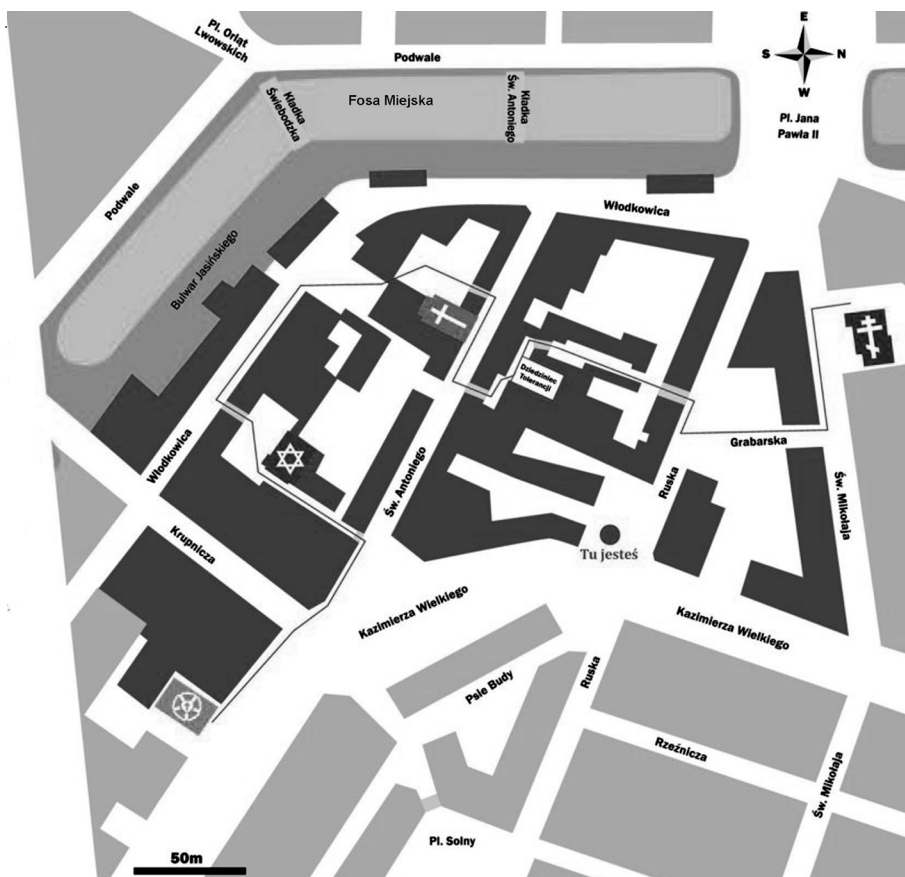 Pl. Orląt
Lwowskich
Podwale
E
S
N
W
Fosa Miejska
Kładka
Świebodzka
Kładka
Św. Antoniego
Pl. Jana
Pawła II
Podwale
Włodkowica
Bulwar Jasińskiego
Dziedziniec
Tolerancji
Grabarska
Włodkowica
Św. Antoniego
Ruska
Św. Mikołaja
Krupnicza
Tu jesteś
Kazimierza Wielkiego
Kazimierza Wielkiego
Psie Budy
Ruska
Rzeźnicza
Św. Mikołaja
Pl. Solny
50m